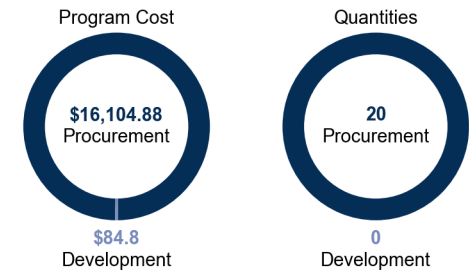 Program Cost
$16,104.88
Procurement
$84.8
Development
Quantities
20
Procurement
0
Development